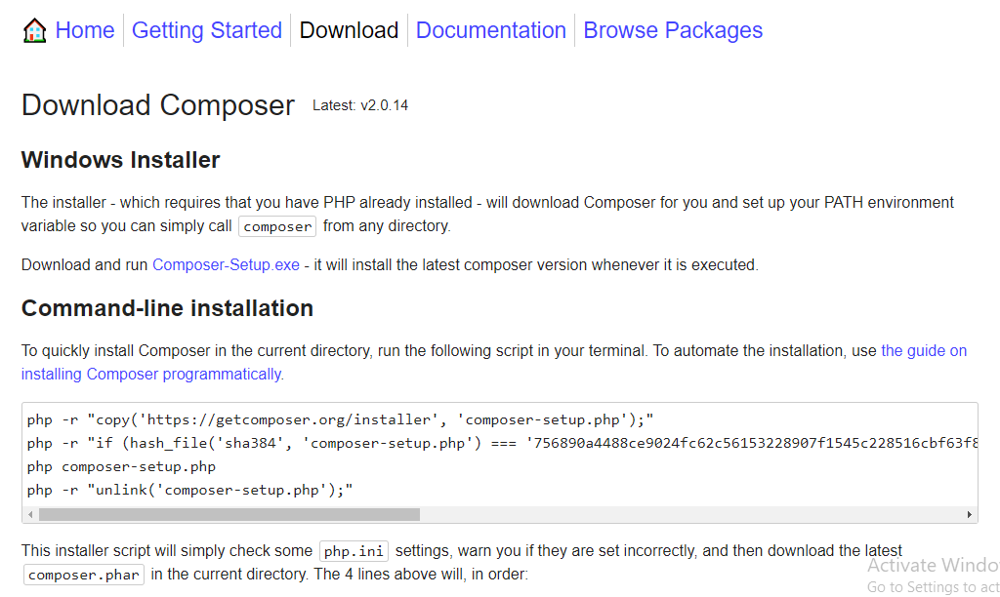 Home Getting Started Download Documentation Browse Packages
Download Composer Latest: v2.0.14
Windows Installer
The installer - which requires that you have PHP already installed - will download Composer for you and set up your PATH environment
variable so you can simply call composer from any directory.
Download and run Composer-Setup.exe - it will install the latest composer version whenever it is executed.
Command-line installation
To quickly install Composer in the current directory, run the following script in your terminal. To automate the installation, use the guide on
installing Composer programmatically.
php -r "copy('https://getcomposer.org/installer', 'composer-setup.php');"
php -r "if (hash_file('sha384', 'composer-setup.php') === '756890a4488ce9024fc62c56153228907f1545c228516cbf63f8
php composer-setup.php
php -r "unlink('composer-setup.php');"
This installer script will simply check some php.ini settings, warn you if they are set incorrectly, and then download the latest
composer.phar in the current directory. The 4 lines above will, in order:
Activate Windo
Go to Settings to act